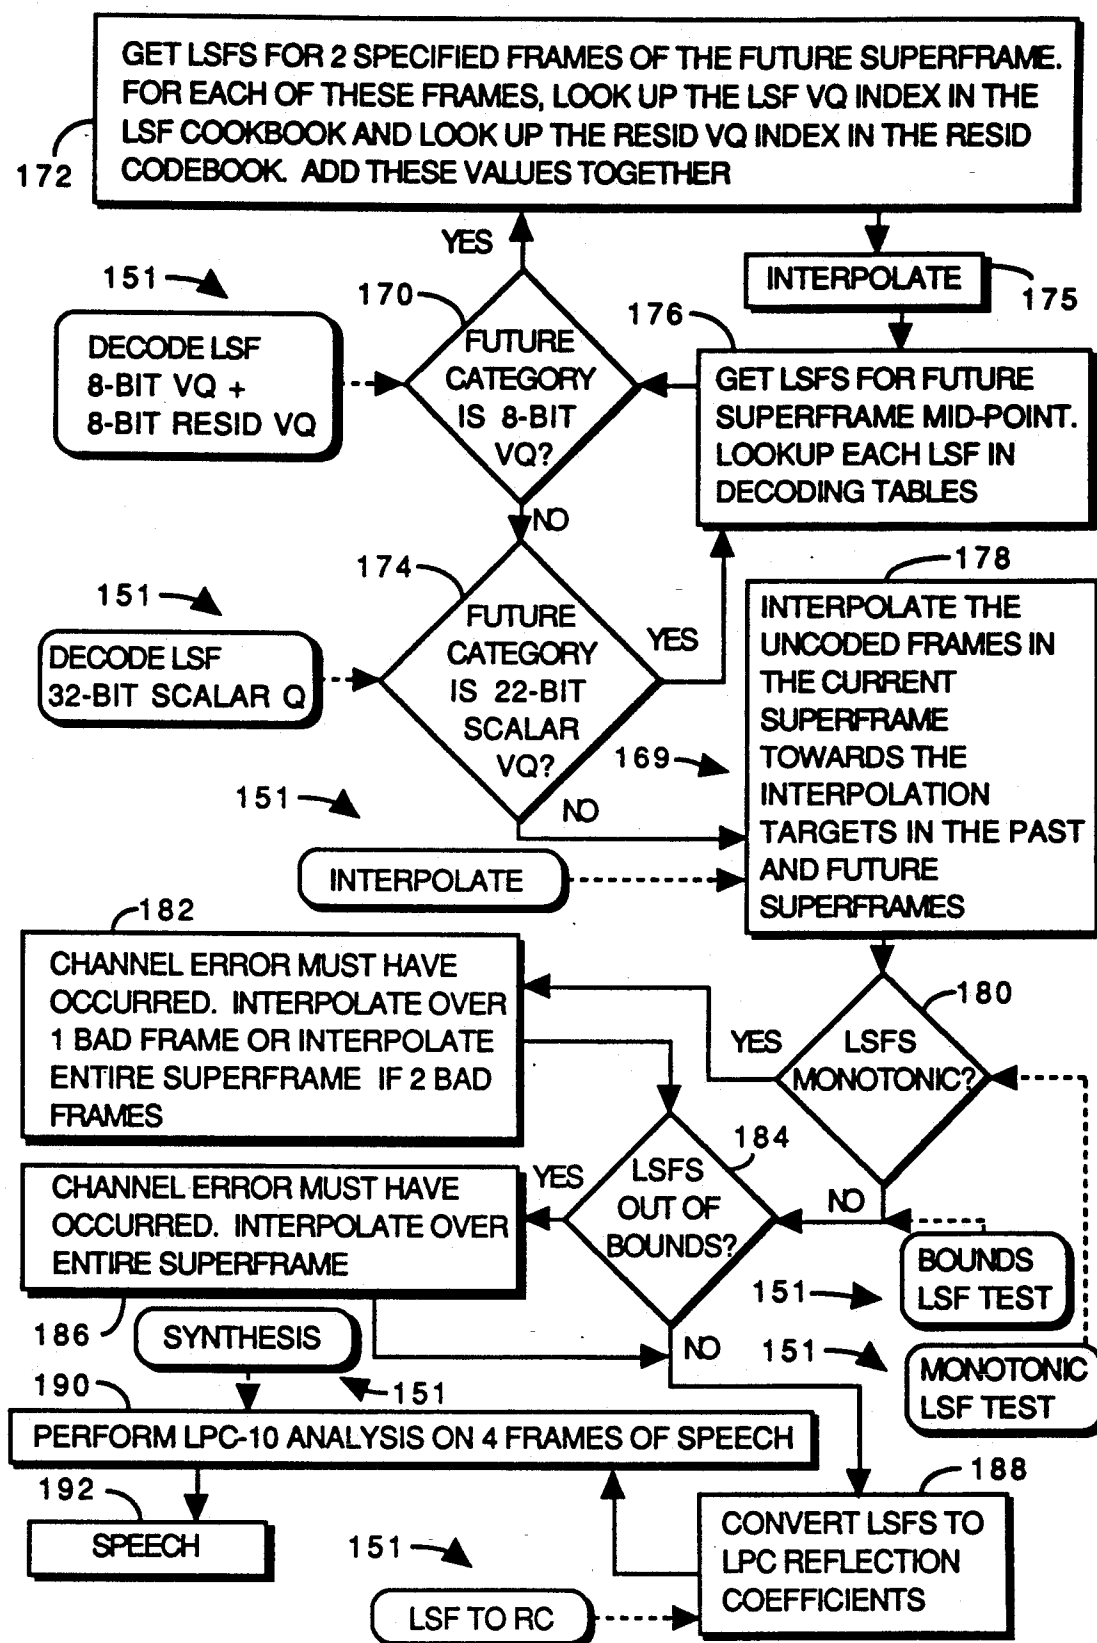 GET LSFS FOR 2 SPECIFIED FRAMES OF THE FUTURE SUPERFRAME.
FOR EACH OF THESE FRAMES, LOOK UP THE LSF VQ INDEX IN THE
LSF COOKBOOK AND LOOK UP THE RESID VQ INDEX IN THE RESID
CODEBOOK. ADD THESE VALUES TOGETHER
172
YES
INTERPOLATE
175
151
170
176
DECODE LSF
8-BIT VQ +
8-BIT RESID VQ
FUTURE
CATEGORY
IS 8-BIT
VQ?
GET LSFS FOR FUTURE
SUPERFRAME MID-POINT.
LOOKUP EACH LSF IN
DECODING TABLES
NO
174
178
151
DECODE LSF
32-BIT SCALAR Q
FUTURE
CATEGORY
IS 22-BIT
SCALAR
VQ?
YES
INTERPOLATE THE
UNCODED FRAMES IN
THE CURRENT
SUPERFRAME
TOWARDS THE
INTERPOLATION
TARGETS IN THE PAST
AND FUTURE
SUPERFRAMES
169
151
NO
INTERPOLATE
182
CHANNEL ERROR MUST HAVE
OCCURRED. INTERPOLATE OVER
1 BAD FRAME OR INTERPOLATE
ENTIRE SUPERFRAME IF 2 BAD
FRAMES
180
YES
LSFS
MONOTONIC?
184
YES
LSFS
OUT OF
BOUNDS?
NO
CHANNEL ERROR MUST HAVE
OCCURRED. INTERPOLATE OVER
ENTIRE SUPERFRAME
BOUNDS
LSF TEST
151
186
SYNTHESIS
NO
151
MONOTONIC
LSF TEST
190
151
PERFORM LPC-10 ANALYSIS ON 4 FRAMES OF SPEECH
192
SPEECH
188
CONVERT LSFS TO
LPC REFLECTION
COEFFICIENTS
151
LSF TO RC